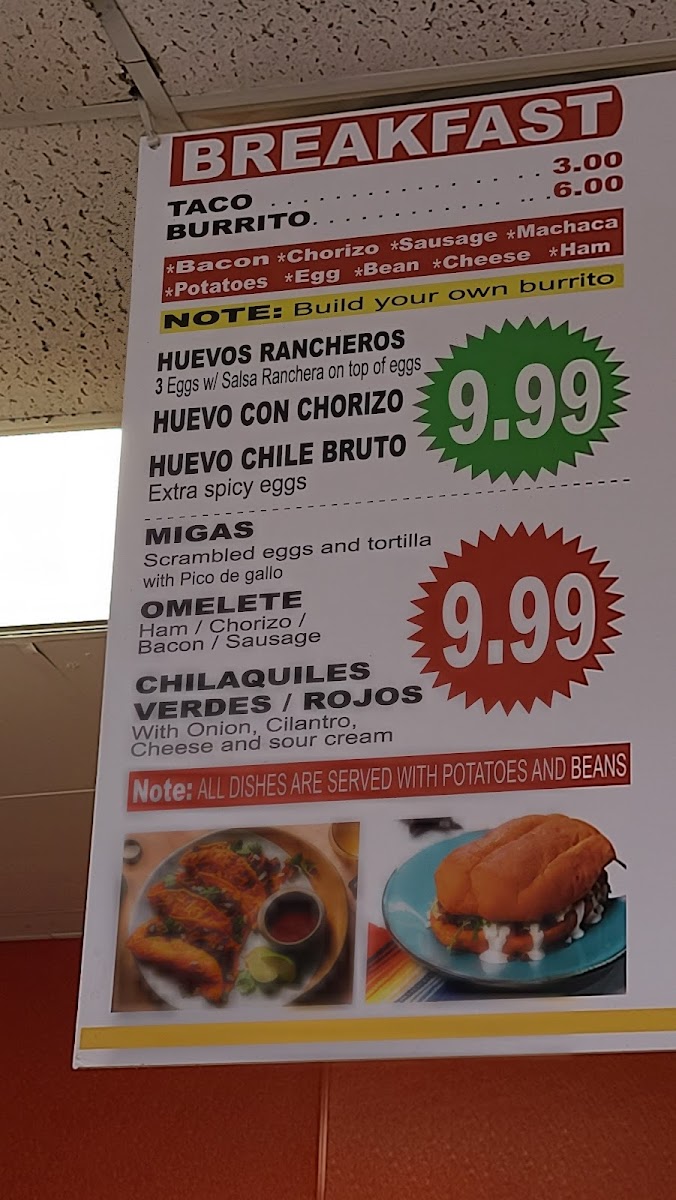 BREAKFAST
TACO . . . . . . . . . . . . . . . . 3.00
BURRITO. . . . . . . . . . . . .. . .6.00
*Bacon *Chorizo *Sausage *Machaca
*Potatoes *Egg *Bean *Cheese *Ham
NOTE: Build your own burrito
HUEVOS RANCHEROS
3 Eggs w/ Salsa Ranchera on top of eggs
HUEVO CON CHORIZO
9.99
HUEVO CHILE BRUTO
Extra spicy eggs
MIGAS
Scrambled eggs and tortilla
with Pico de gallo
OMELETE
Ham / Chorizo /
Bacon / Sausage
9.99
CHILAQUILES
VERDES / ROJOS
With Onion, Cilantro,
Cheese and sour cream
Note: ALL DISHES ARE SERVED WITH POTATOES AND BEANS